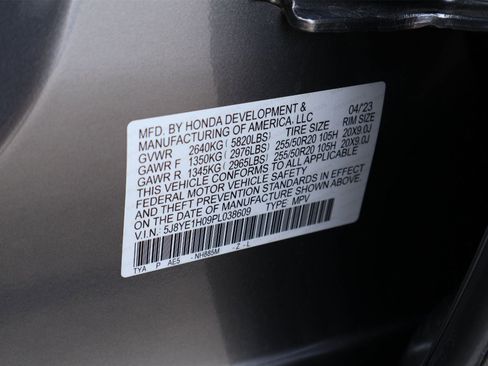 MFD. BY HONDA DEVELOPMENT & 04/23
MANUFACTURING OF AMERICA, LLC RIM SIZE
GVWR 2640KG( 5820LBS) TIRE SIZE 20X9.0J
GAWR F 1350KG( 2976LBS) 255/50R20 105H 20X9.0J
GAWR R 1345KG( 2965LBS) 255/50R20 105H
THIS VEHICLE CONFORMS TO ALL APPLICABLE
FEDERAL MOTOR VEHICLE SAFETY
AND THEFT PREVENTION STANDARDS IN EFFECT
ON THE DATE OF MANUFACTURE SHOWN ABOVE.
V.I.N.: 5J8YE1H09PL038609 TYPE MPV
TYA P AE5 - NH885M - Z - L